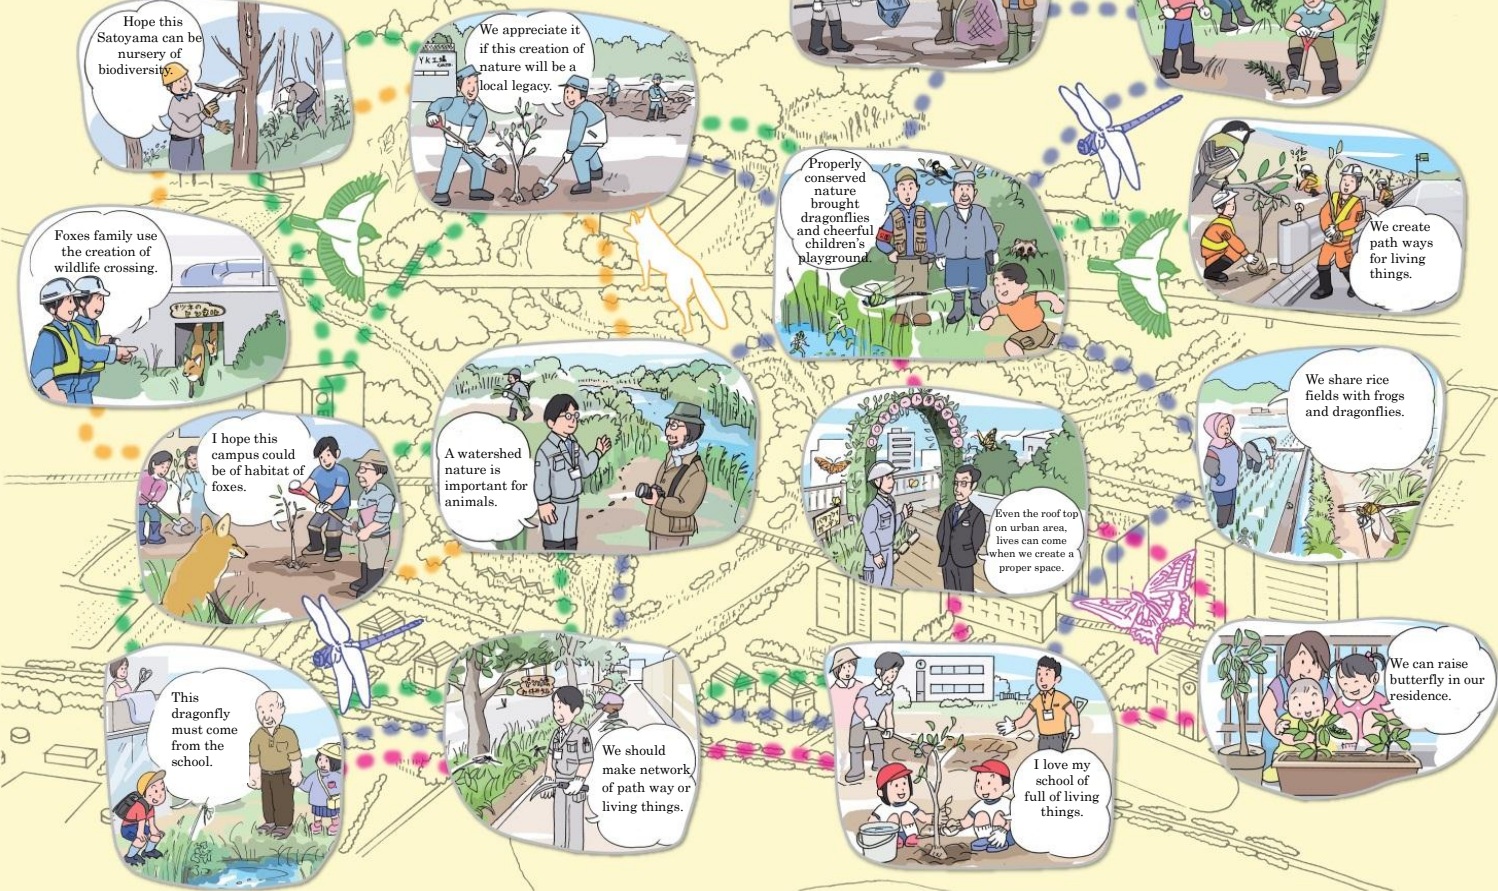 Hope this
Satoyama can be
nursery of
biodiversity.
We appreciate it
if this creation of
nature will be a
local legacy.
Properly
conserved
nature
brought
dragonflies
and cheerful
children's
playground.
We create
path ways
for living
things.
Foxes family use
the creation of
wildlife crossing.
We share rice
fields with frogs
and dragonflies.
I hope this
campus could
be of habitat of
foxes.
A watershed
nature is
important for
animals.
Even the roof top
on urban area,
lives can come
when we create a
proper space.
This
dragonfly
must come
from the
school.
We should
make network
of path way or
living things.
I love my
school of
full of living
things.
We can raise
butterfly in our
residence.